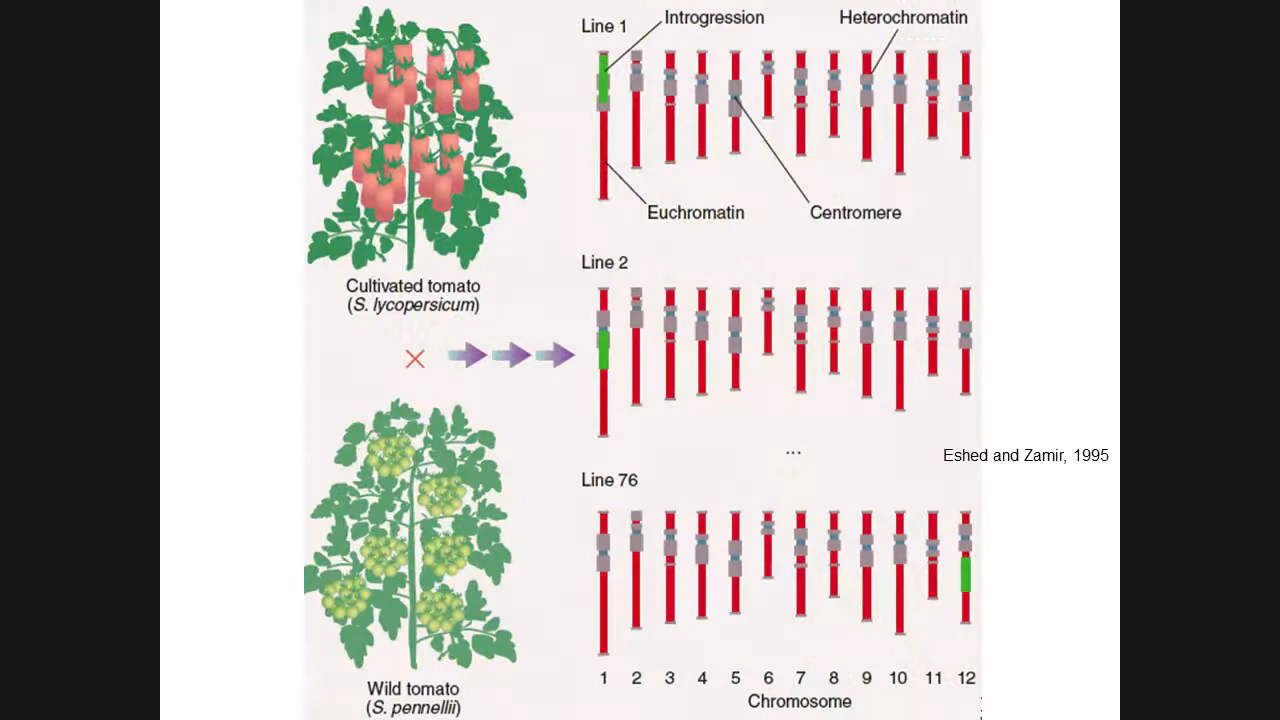 Introgression
Heterochromatin
Line 1
Euchromatin
Centromere
Line 2
Cultivated tomato
(S. lycopersicum)
...
Eshed and Zamir, 1995
Line 76
1 2 3 4 5 6 7 8 9 10 11 12
Chromosome
Wild tomato
(S. pennellii)